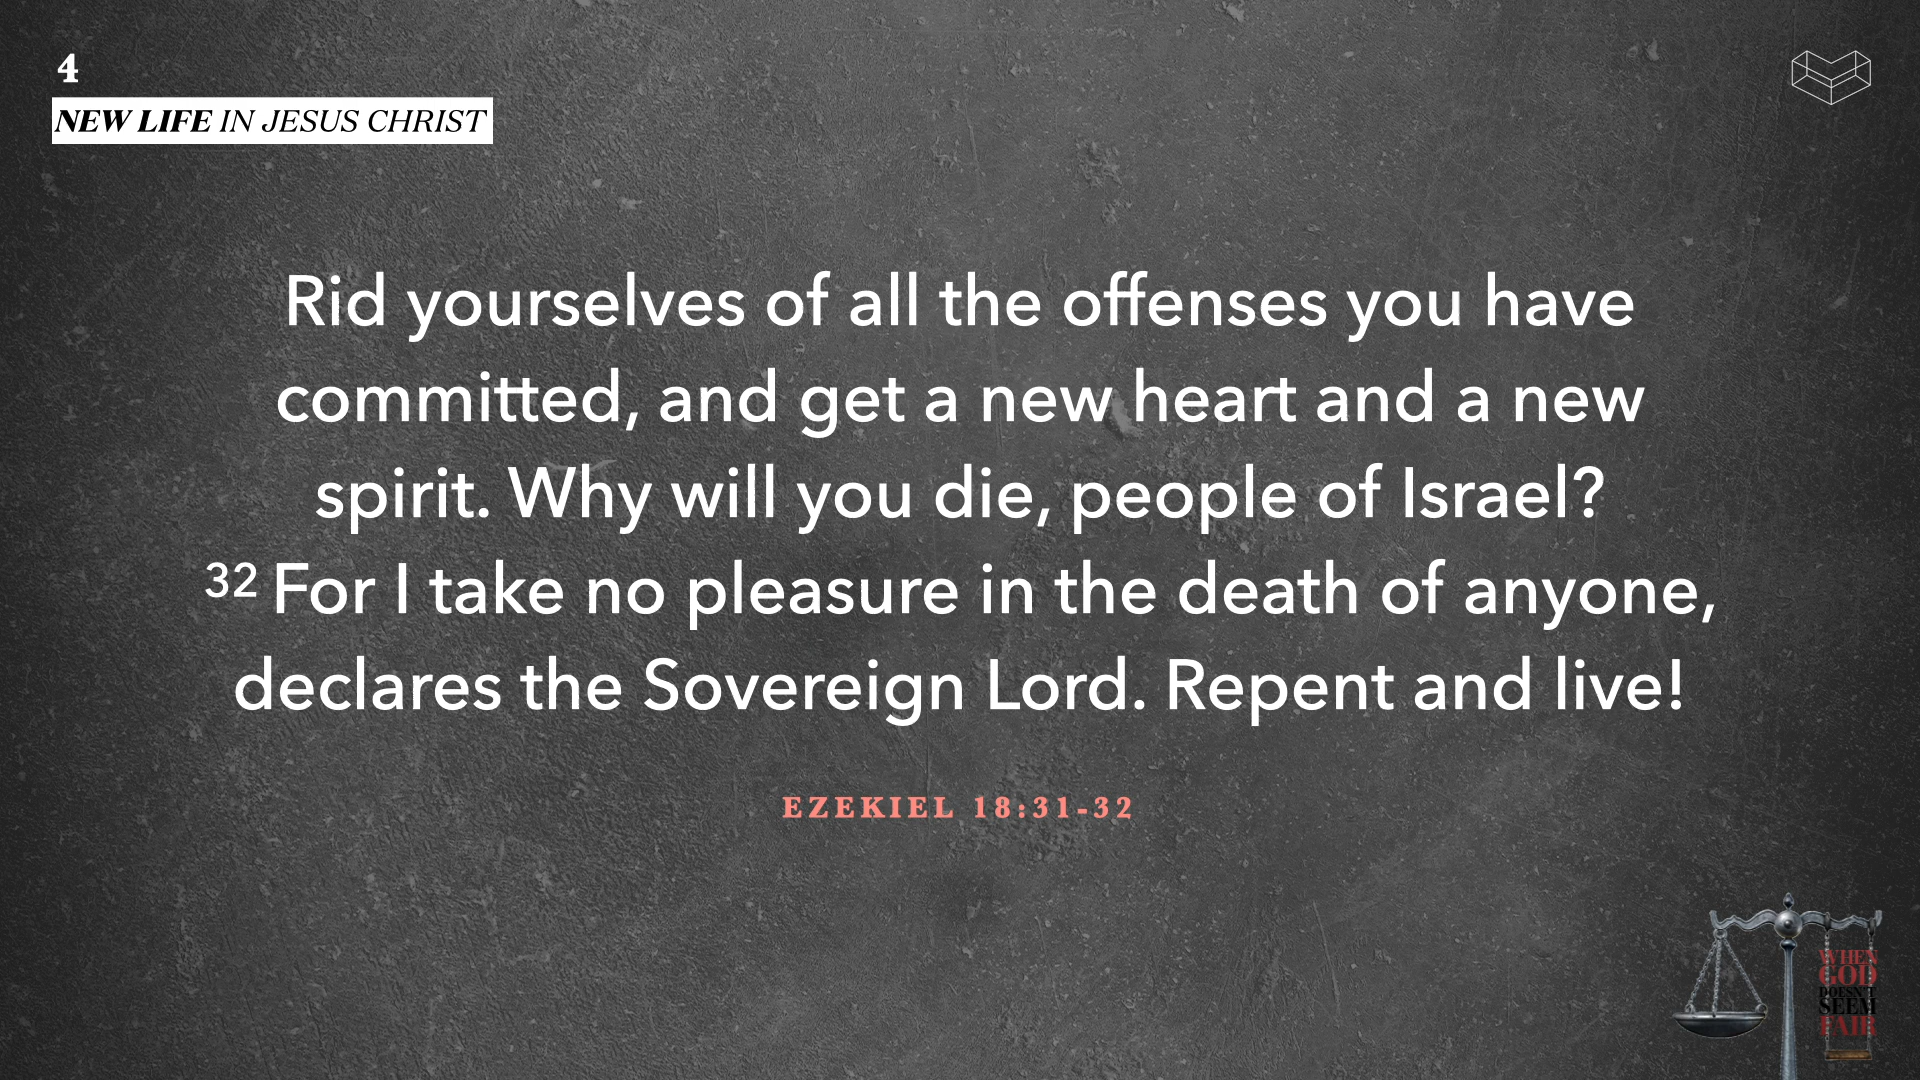 4
NEW LIFE IN JESUS CHRIST
Rid yourselves of all the offenses you have
committed, and get a new heart and a new
spirit. Why will you die, people of Israel?
32 For I take no pleasure in the death of anyone,
declares the Sovereign Lord. Repent and live!
EZEKIEL 18:31-32
WHEN
GOD
DOESN'T
SEEM
FAIR